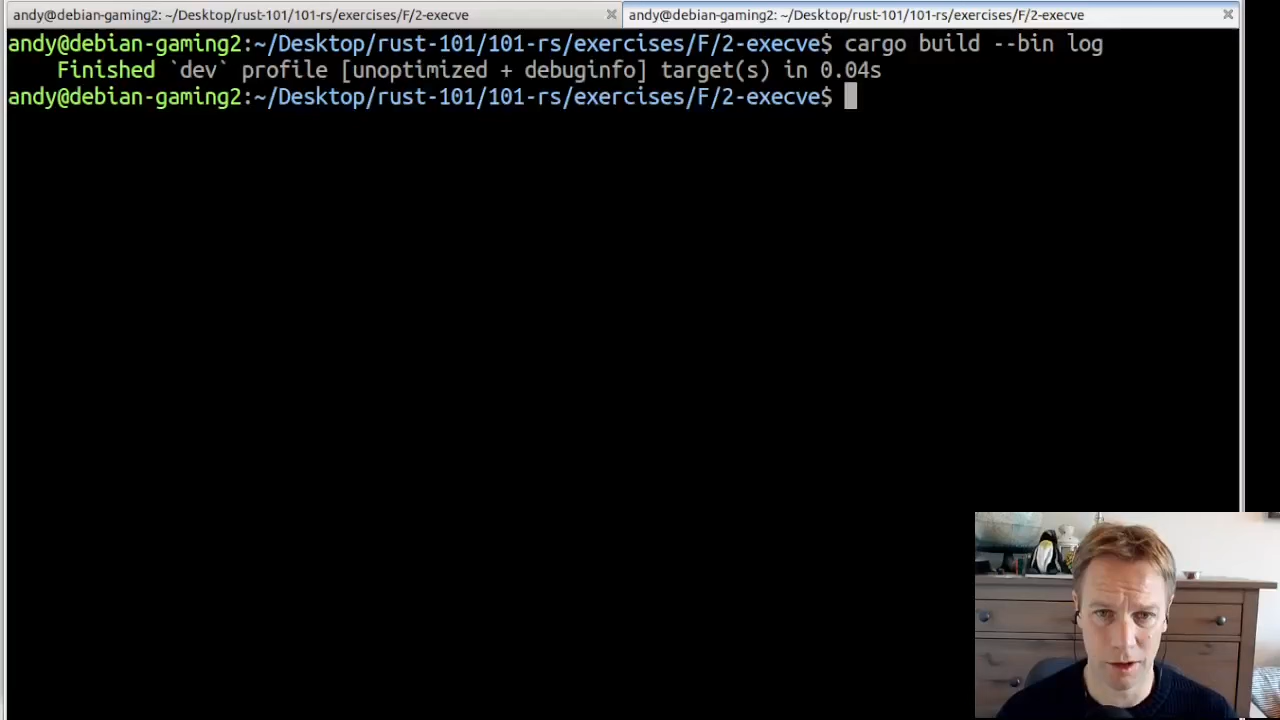 andy@debian-gaming2: ~/Desktop/rust-101/101-rs/exercises/F/2-execve
andy@debian-gaming2: ~/Desktop/rust-101/101-rs/exercises/F/2-execve
andy@debian-gaming2:~/Desktop/rust-101/101-rs/exercises/F/2-execve$ cargo build --bin log
Finished `dev` profile [unoptimized + debuginfo] target(s) in 0.04s
andy@debian-gaming2:~/Desktop/rust-101/101-rs/exercises/F/2-execve$